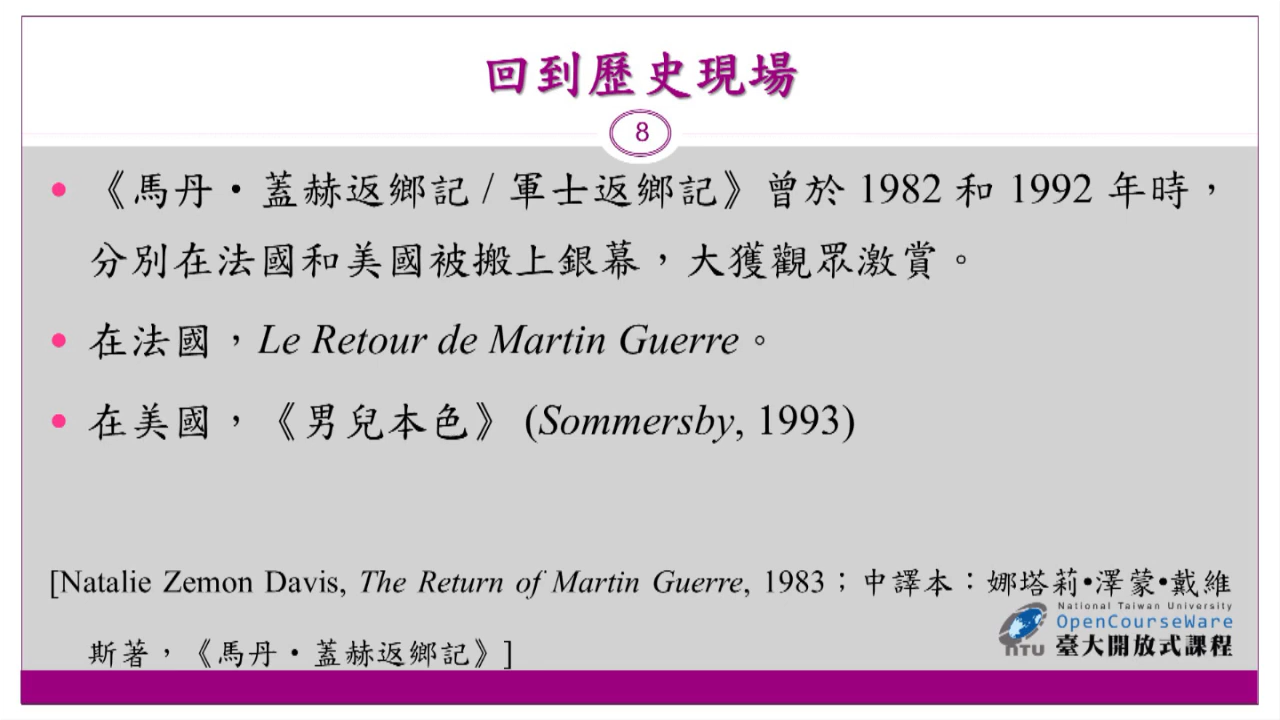 回到歷史現場
8
• 《馬丹•蓋赫返鄉記 / 軍士返鄉記》曾於 1982 和 1992 年時，
分別在法國和美國被搬上銀幕，大獲觀眾激賞。
• 在法國，Le Retour de Martin Guerre。
• 在美國，《男兒本色》 (Sommersby, 1993)
[Natalie Zemon Davis, The Return of Martin Guerre, 1983；中譯本：娜塔莉•澤蒙•戴維
斯著，《馬丹•蓋赫返鄉記》]
National Taiwan University
OpenCourseWare
NTU 臺大開放式課程